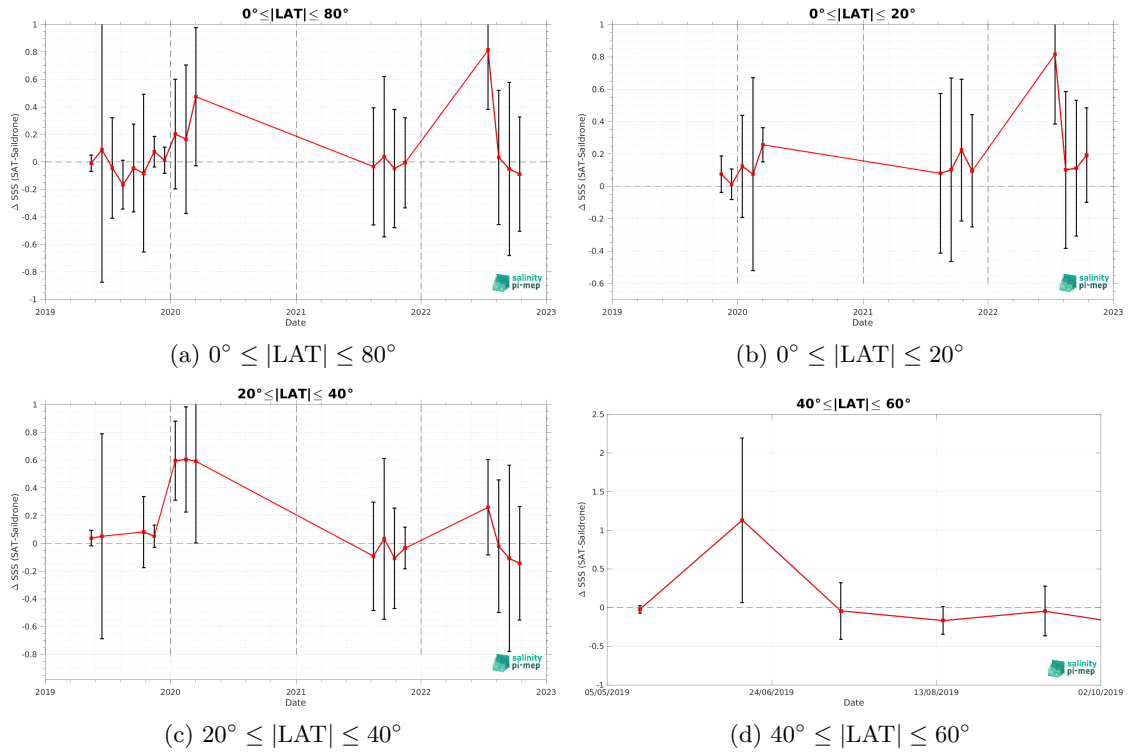 0°≤|LAT|≤ 80°
Δ SSS (SAT-Saildrone)
1
0.8
0.6
0.4
0.2
0
-0.2
-0.4
-0.6
-0.8
-1
2019
2020
2021
2022
2023
Date
salinity
pi-mep
(a) 0° ≤ |LAT| ≤ 80°
0°≤|LAT|≤ 20°
Δ SSS (SAT-Saildrone)
1
0.8
0.6
0.4
0.2
0
-0.2
-0.4
-0.6
2019
2020
2021
2022
2023
Date
salinity
pi-mep
(b) 0° ≤ |LAT| ≤ 20°
20°≤|LAT|≤ 40°
Δ SSS (SAT-Saildrone)
1
0.8
0.6
0.4
0.2
0
-0.2
-0.4
-0.6
-0.8
2019
2020
2021
2022
2023
Date
salinity
pi-mep
(c) 20° ≤ |LAT| ≤ 40°
40°≤|LAT|≤ 60°
Δ SSS (SAT-Saildrone)
2.5
2
1.5
1
0.5
0
-0.5
-1
05/05/2019
24/06/2019
13/08/2019
02/10/2019
Date
salinity
pi-mep
(d) 40° ≤ |LAT| ≤ 60°